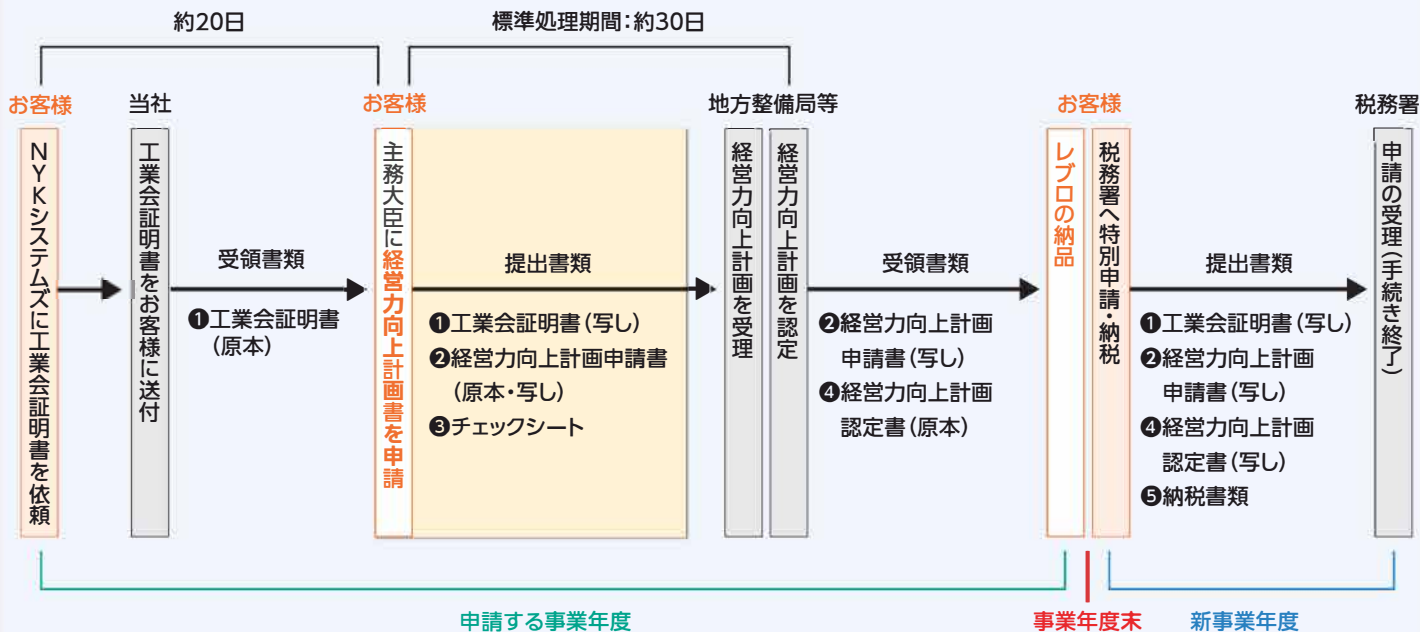 約20日
標準処理期間:約30日
お客様
当社
お客様
地方整備局等
お客様
税務署
NYKシステムズに工業会証明書を依頼
工業会証明書をお客様に送付
受領書類
❶工業会証明書
(原本)
主務大臣に経営力向上計画書を申請
提出書類
❶工業会証明書(写し)
❷経営力向上計画申請書
(原本・写し)
❸チェックシート
経営力向上計画を受理
経営力向上計画を認定
受領書類
❷経営力向上計画
申請書(写し)
❹経営力向上計画
認定書(原本)
レブロの納品
税務署へ特別申請・納税
提出書類
❶工業会証明書(写し)
❷経営力向上計画
申請書(写し)
❹経営力向上計画
認定書(写し)
❺納税書類
申請の受理(手続き終了)
申請する事業年度
事業年度末
新事業年度